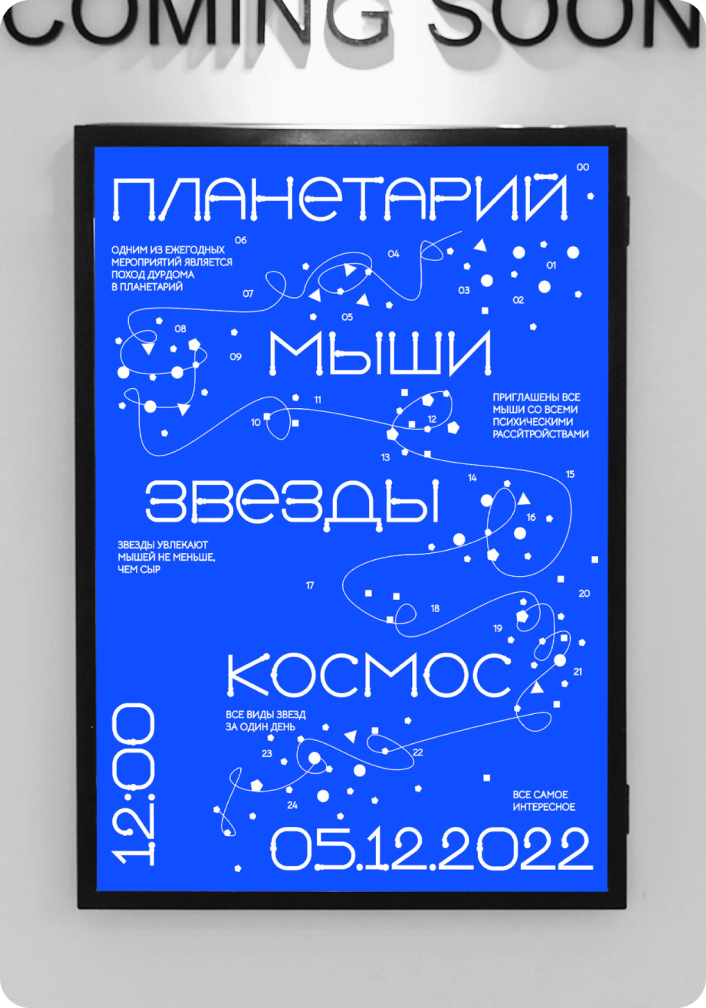 COMING SOON
ПЛАНЕТАРИЙ
00
ОДНИМ ИЗ ЕЖЕГОДНЫХ
МЕРОПРИЯТИЙ ЯВЛЯЕТСЯ
ПОХОД ДУРДОМА
В ПЛАНЕТАРИЙ
06
04
01
07
03
02
05
08
09
МЫШИ
11
10
12
13
ПРИГЛАШЕНЫ ВСЕ
МЫШИ СО ВСЕМИ
ПСИХИЧЕСКИМИ
РАССЙТРОЙСТВАМИ
14
15
16
ЗВЕЗДЫ
ЗВЕЗДЫ УВЛЕКАЮТ
МЫШЕЙ НЕ МЕНЬШЕ,
ЧЕМ СЫР
17
18
20
19
21
КОСМОС
ВСЕ ВИДЫ ЗВЕЗД
ЗА ОДИН ДЕНЬ
23
22
24
12:00
ВСЕ САМОЕ
ИНТЕРЕСНОЕ
05.12.2022